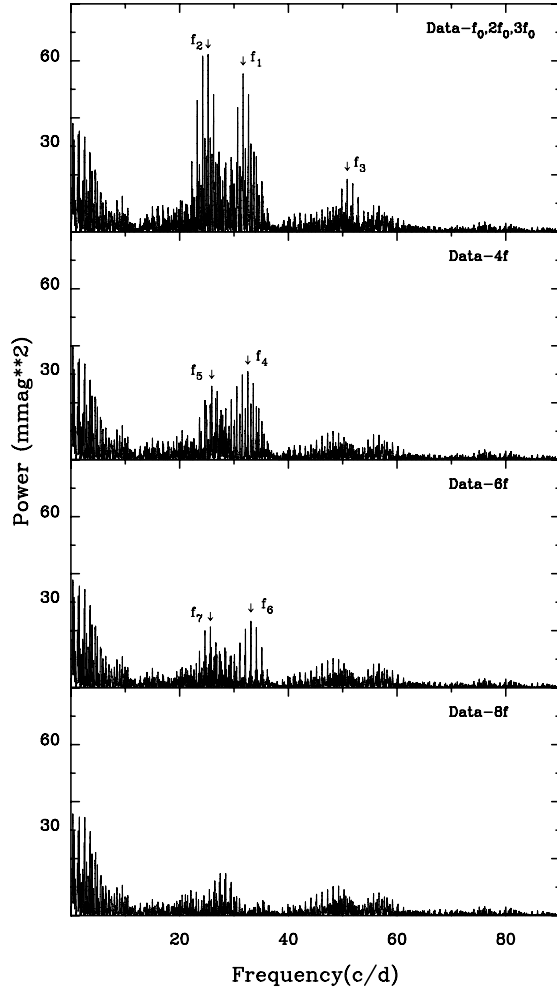 Data-f₀,2f₀,3f₀
f₂
f₁
f₃
60
30
Data-4f
f₅
f₄
60
30
Data-6f
f₇
f₆
60
30
Data-8f
60
30
20
40
60
80
Power (mmag**2)
Frequency(c/d)